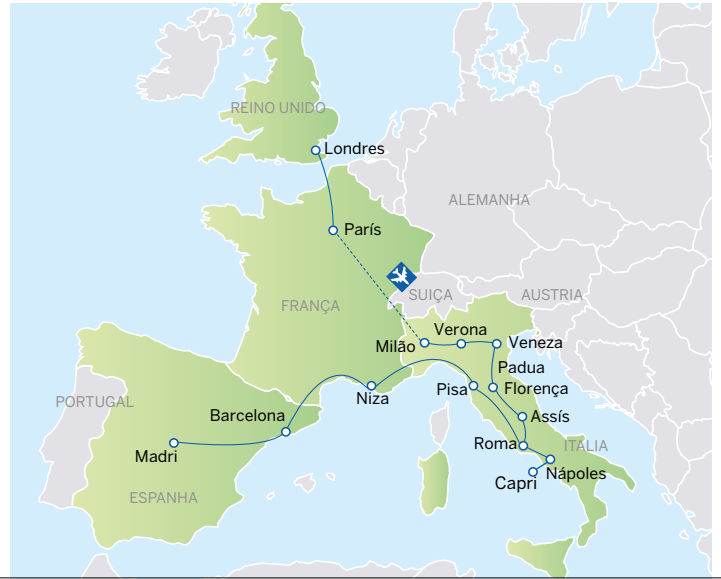 REINO UNIDO
Londres
ALEMANHA
París
FRANÇA
SUIÇA
AUSTRIA
Verona
Milão
Veneza
Padua
Pisa
Florença
Niza
PORTUGAL
Barcelona
Assís
Roma
ITALIA
Madri
Nápoles
Capri
ESPANHA